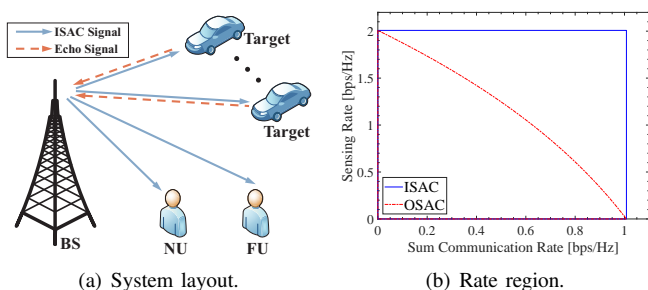 ISAC Signal
Echo Signal
Target
Target
BS
NU
FU
(a) System layout.
Sensing Rate [bps/Hz]
2
1.5
1
0.5
0
ISAC
OSAC
0
0.2
0.4
0.6
0.8
1
Sum Communication Rate [bps/Hz]
(b) Rate region.